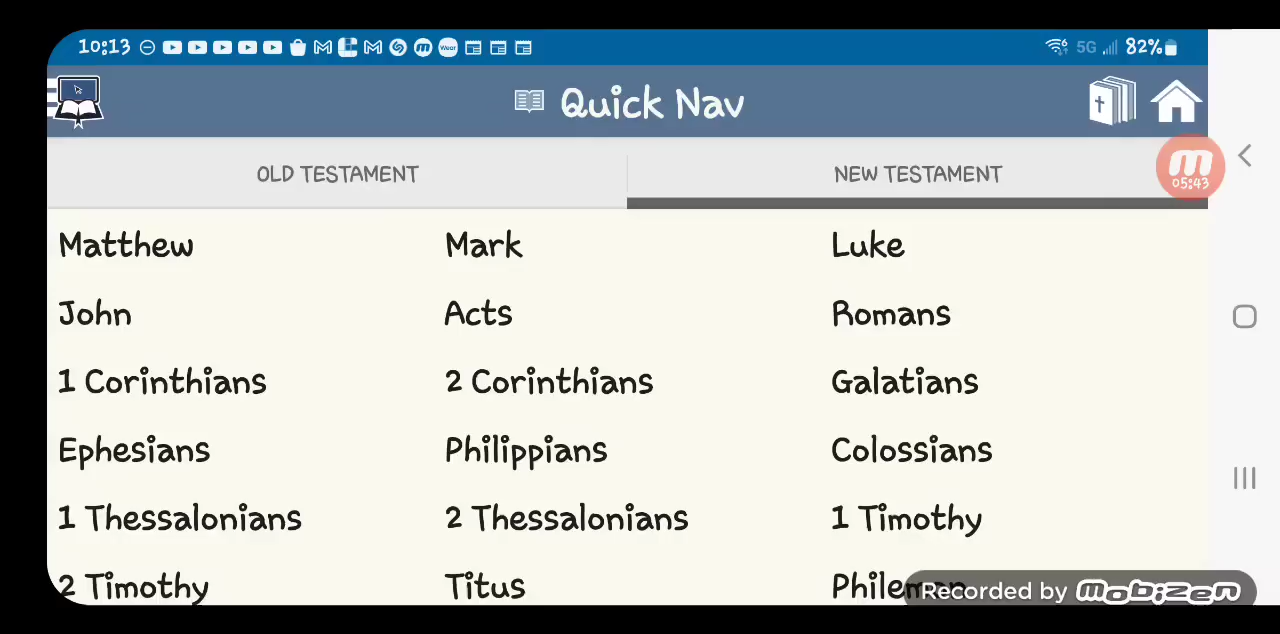 10:13 Wear 5G 82%
Quick Nav
OLD TESTAMENT NEW TESTAMENT
05:43
Matthew Mark Luke
John Acts Romans
1 Corinthians 2 Corinthians Galatians
Ephesians Philippians Colossians
1 Thessalonians 2 Thessalonians 1 Timothy
2 Timothy Titus Philemon
Recorded by mobizen